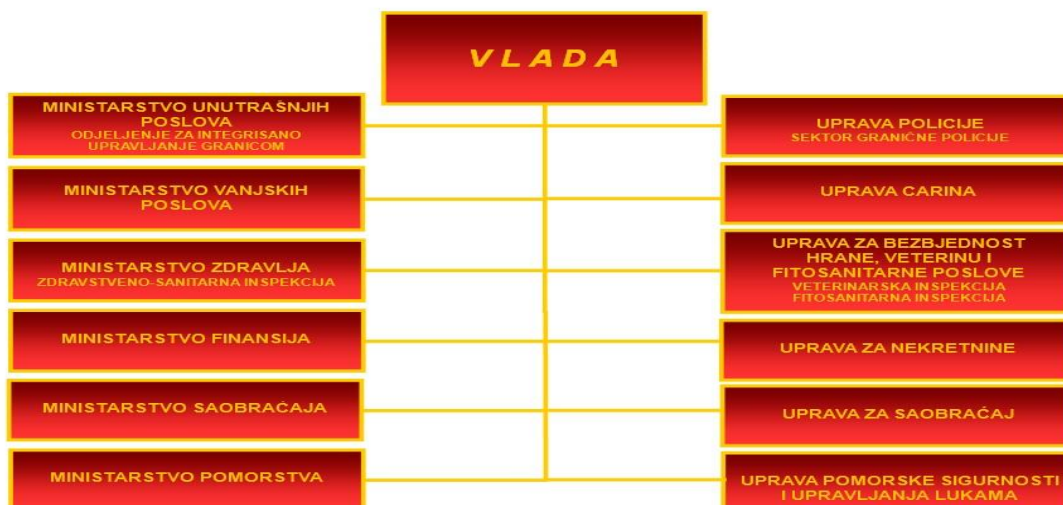 V L A D A
MINISTARSTVO UNUTRAŠNJIH
POSLOVA
ODJELJENJE ZA INTEGRISANO
UPRAVLJANJE GRANICOM
MINISTARSTVO VANJSKIH
POSLOVA
MINISTARSTVO ZDRAVLJA
ZDRAVSTVENO-SANITARNA INSPEKCIJA
MINISTARSTVO FINANSIJA
MINISTARSTVO SAOBRAĆAJA
MINISTARSTVO POMORSTVA
UPRAVA POLICIJE
SEKTOR GRANIČNE POLICIJE
UPRAVA CARINA
UPRAVA ZA BEZBJEDNOST
HRANE, VETERINU I
FITOSANITARNE POSLOVE
VETERINARSKA INSPEKCIJA
FITOSANITARNA INSPEKCIJA
UPRAVA ZA NEKRETNINE
UPRAVA ZA SAOBRAĆAJ
UPRAVA POMORSKE SIGURNOSTI
I UPRAVLJANJA LUKAMA